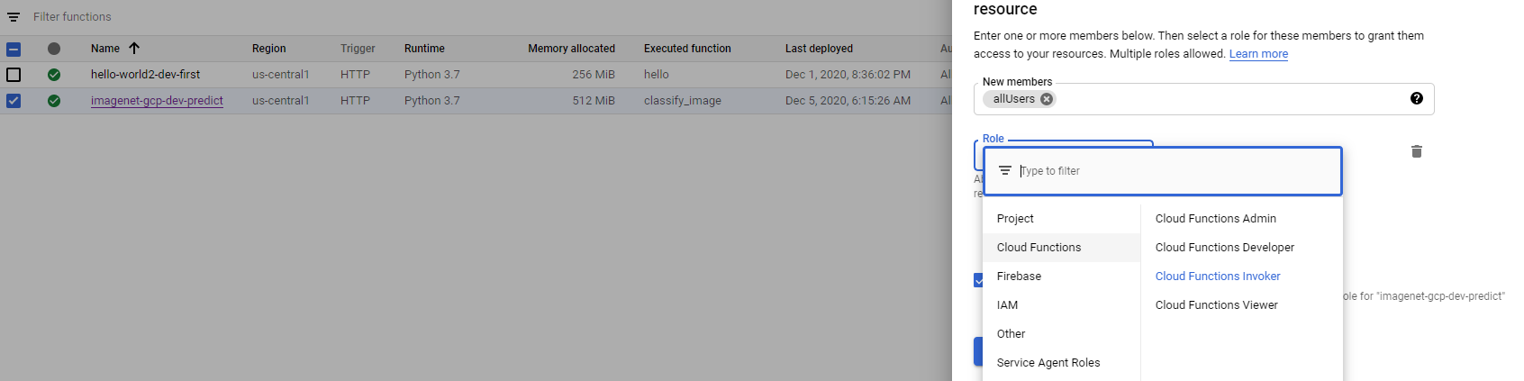 Filter functions
Name Region Trigger Runtime Memory allocated Executed function Last deployed Au
hello-world2-dev-first us-central1 HTTP Python 3.7 256 MiB hello Dec 1, 2020, 8:36:02 PM Al
imagenet-gcp-dev-predict us-central1 HTTP Python 3.7 512 MiB classify_image Dec 5, 2020, 6:15:26 AM Al
resource
Enter one or more members below. Then select a role for these members to grant them
access to your resources. Multiple roles allowed. Learn more
New members
allUsers
Role
Type to filter
Project
Cloud Functions
Firebase
IAM
Other
Service Agent Roles
Cloud Functions Admin
Cloud Functions Developer
Cloud Functions Invoker
Cloud Functions Viewer
ole for "imagenet-gcp-dev-predict"